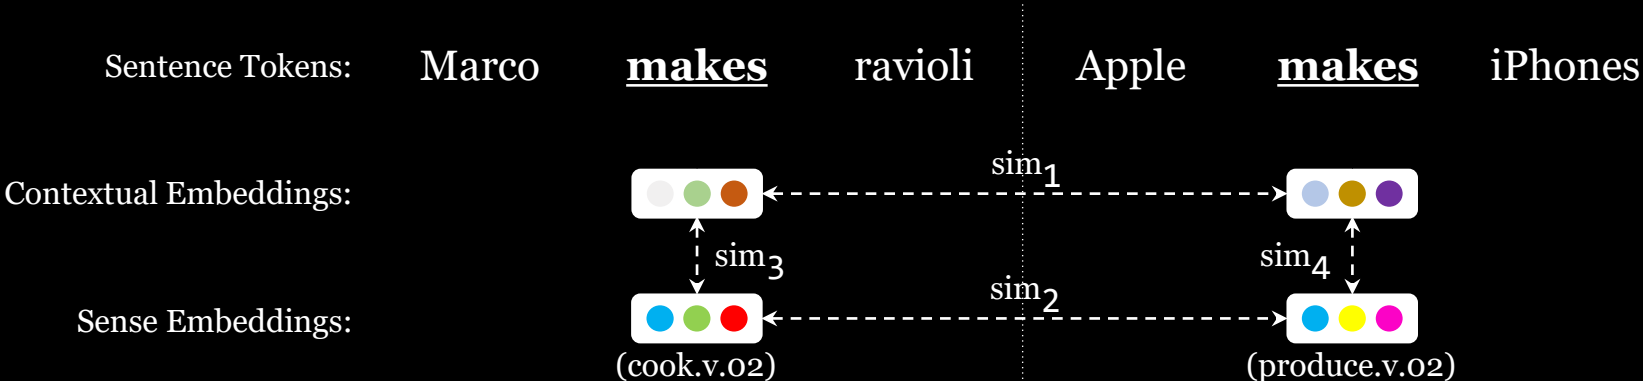 Sentence Tokens: Marco makes ravioli Apple makes iPhones
sim1
Contextual Embeddings:
sim3 sim4
sim2
Sense Embeddings:
(cook.v.02) (produce.v.02)